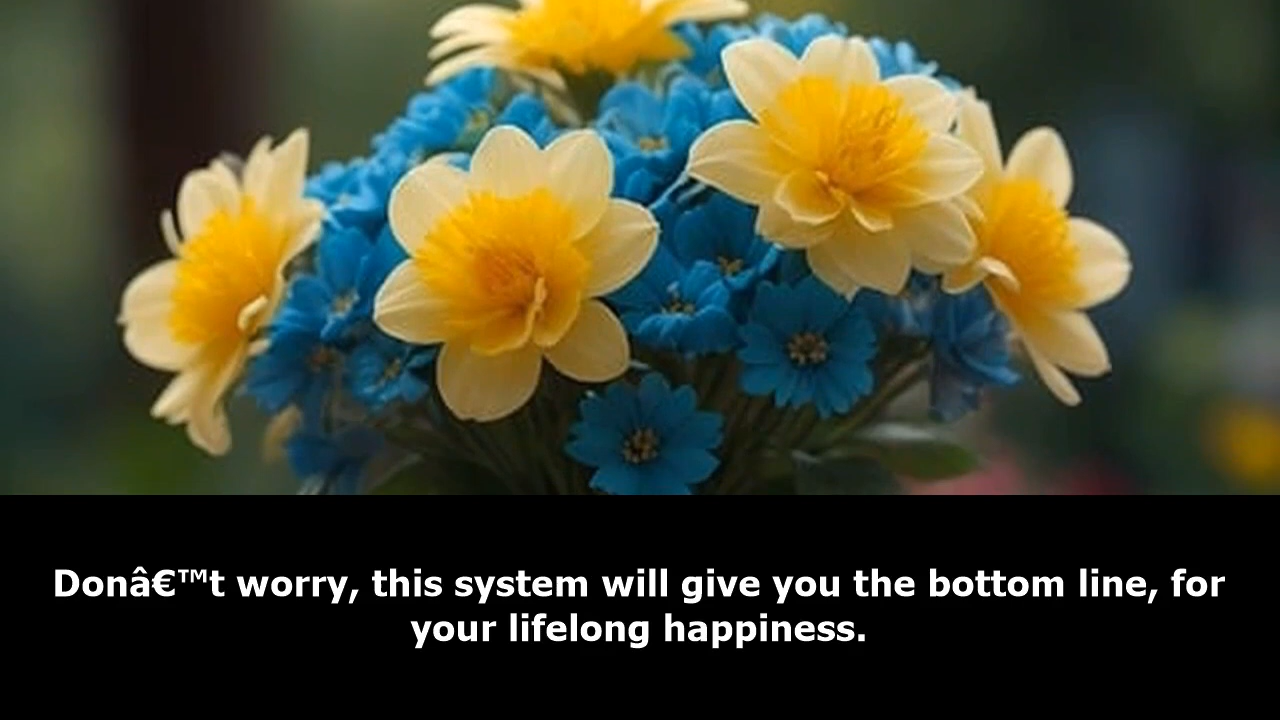 Donâ€™t worry, this system will give you the bottom line, for
your lifelong happiness.